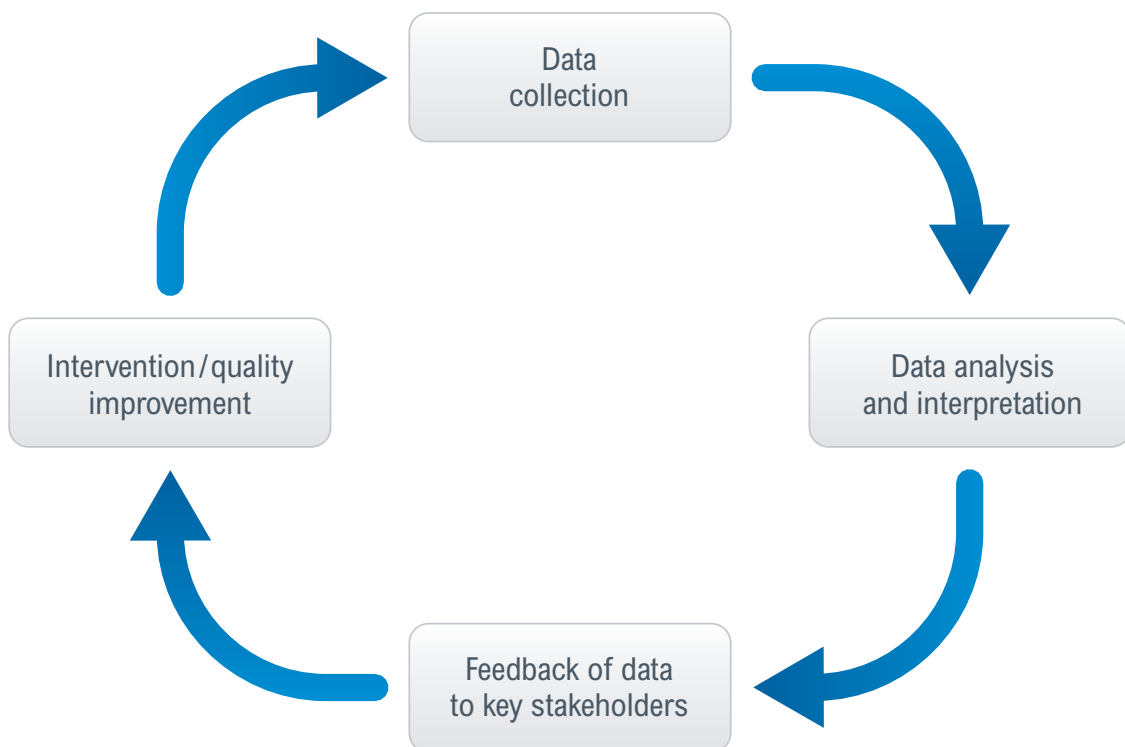 Data
collection
Data analysis
and interpretation
Feedback of data
to key stakeholders
Intervention/quality
improvement